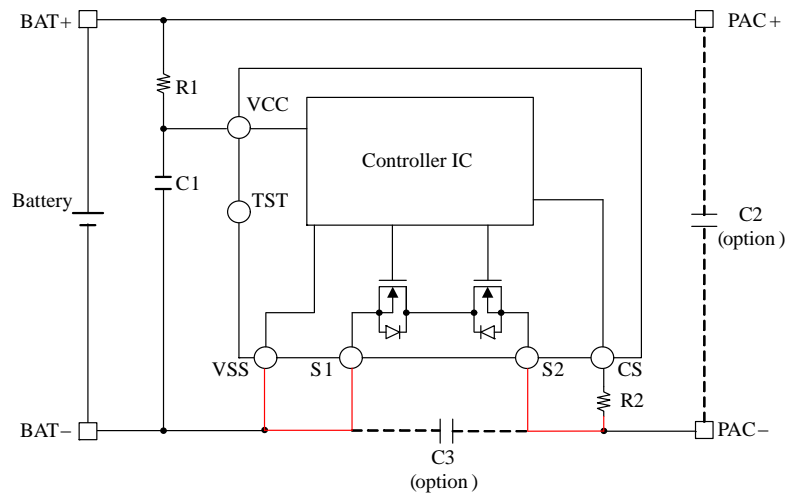 BAT+
PAC+
R1
VCC
Controller IC
C1
TST
Battery
C2
(option)
VSS
S1
S2
CS
R2
BAT−
PAC−
C3
(option)